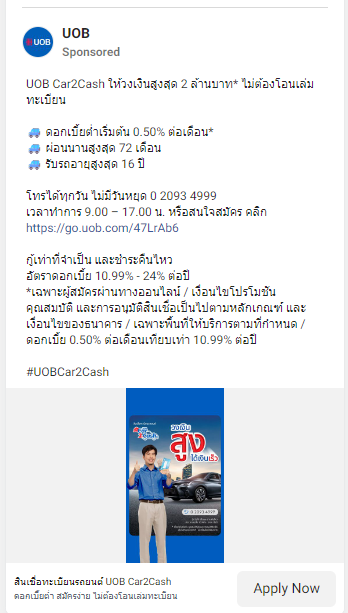 UOB
UOB
Sponsored
UOB Car2Cash ให้วงเงินสูงสุด 2 ล้านบาท* ไม่ต้องโอนเล่ม
ทะเบียน
ดอกเบี้ยต่ำเริ่มต้น 0.50% ต่อเดือน*
ผ่อนนานสูงสุด 72 เดือน
รับรถอายุสูงสุด 16 ปี
โทรได้ทุกวัน ไม่มีวันหยุด 0 2093 4999
เวลาทำการ 9.00 – 17.00 น. หรือสนใจสมัคร คลิก
https://go.uob.com/47LrAb6
กู้เท่าที่จำเป็น และชำระคืนไหว
อัตราดอกเบี้ย 10.99% - 24% ต่อปี
*เฉพาะผู้สมัครผ่านทางออนไลน์ / เงื่อนไขโปรโมชัน
คุณสมบัติ และการอนุมัติสินเชื่อเป็นไปตามหลักเกณฑ์ และ
เงื่อนไขของธนาคาร / เฉพาะพื้นที่ให้บริการตามที่กำหนด /
ดอกเบี้ย 0.50% ต่อเดือนเทียบเท่า 10.99% ต่อปี
#UOBCar2Cash
วงเงิน
สูง
ได้เงินเร็ว
0 2093 4999
สินเชื่อทะเบียนรถยนต์ UOB Car2Cash
ดอกเบี้ยต่ำ สมัครง่าย ไม่ต้องโอนเล่มทะเบียน
Apply Now